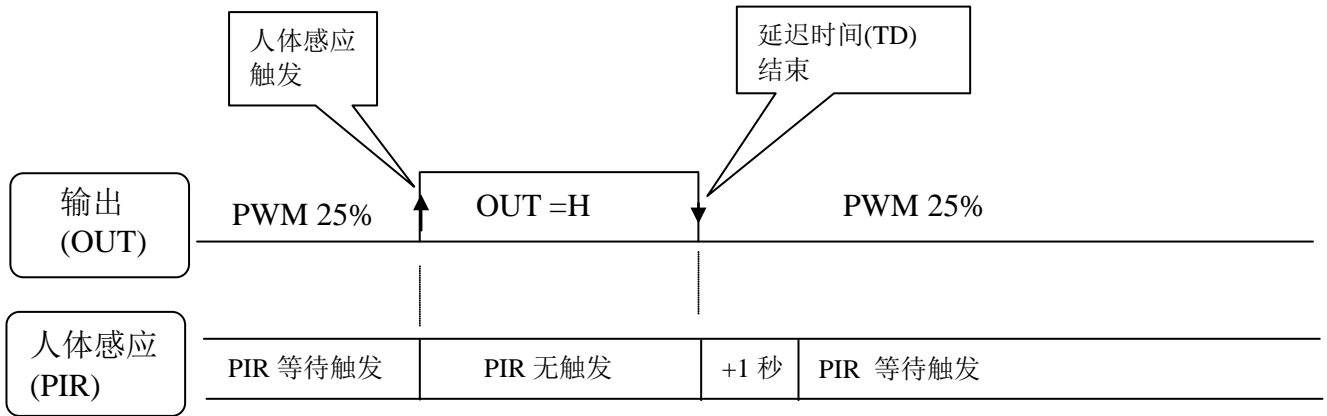 人体感应
触发
延迟时间(TD)
结束
输出
(OUT)
PWM 25%
OUT =H
PWM 25%
人体感应
(PIR)
PIR 等待触发
PIR 无触发
+1 秒
PIR 等待触发